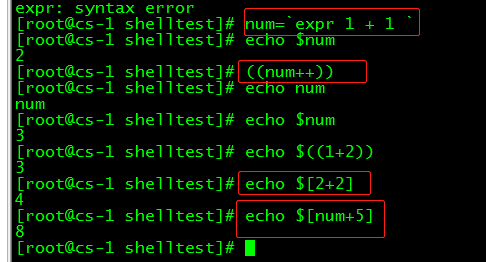 expr: syntax error
[root@cs-1 shelltest]# num=`expr 1 + 1 `
[root@cs-1 shelltest]# echo $num
2
[root@cs-1 shelltest]# ((num++))
[root@cs-1 shelltest]# echo num
num
[root@cs-1 shelltest]# echo $num
3
[root@cs-1 shelltest]# echo $((1+2))
3
[root@cs-1 shelltest]# echo $[2+2]
4
[root@cs-1 shelltest]# echo $[num+5]
8
[root@cs-1 shelltest]#